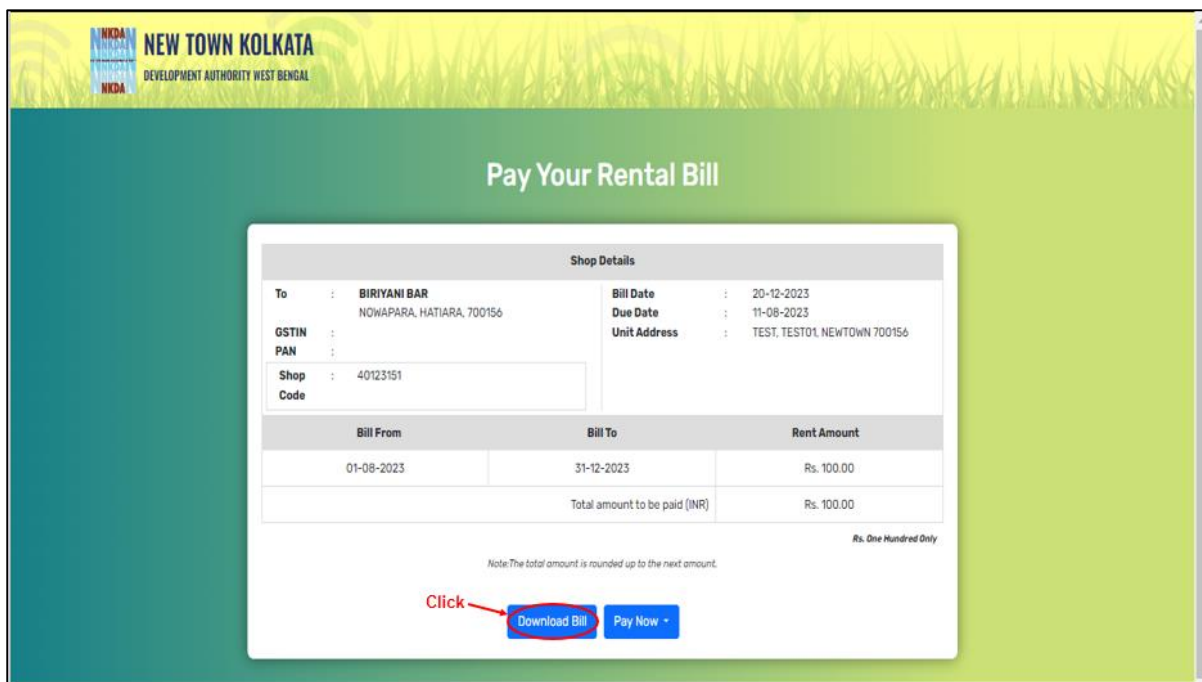 NKDA
NEW TOWN KOLKATA
DEVELOPMENT AUTHORITY WEST BENGAL
NKDA
Pay Your Rental Bill
Shop Details
To : BIRIYANI BAR
NOWAPARA, HATIARA, 700156
GSTIN :
PAN :
Shop Code : 40123151
Bill Date : 20-12-2023
Due Date : 11-08-2023
Unit Address : TEST, TEST01, NEWTOWN 700156
Bill From Bill To Rent Amount
01-08-2023 31-12-2023 Rs. 100.00
Total amount to be paid (INR) Rs. 100.00
Rs. One Hundred Only
Note:The total amount is rounded up to the next amount.
Click
Download Bill Pay Now